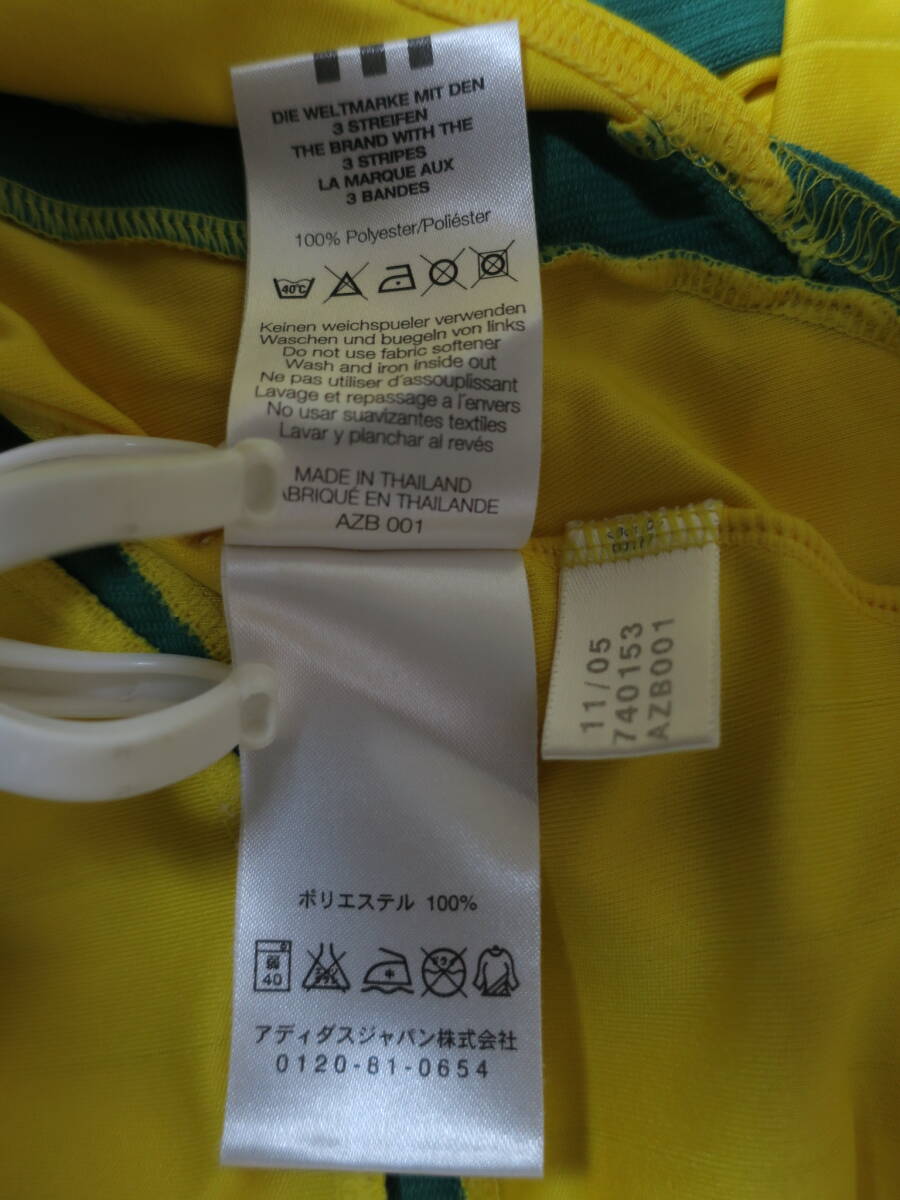 DIE WELTMARKE MIT DEN
3 STREIFEN
THE BRAND WITH THE
3 STRIPES
LA MARQUE AUX
3 BANDES
100% Polyester/Poliéster
40°C
Keinen weichspueler verwenden
Waschen und buegeln von links
Do not use fabric softener
Wash and iron inside out
Ne pas utiliser d'assouplissant
Lavage et repassage a l'envers
No usar suavizantes textiles
Lavar y planchar al revés
MADE IN THAILAND
ABRIQUÉ EN THAILANDE
AZB 001
11/05
740153
AZB001
ポリエステル 100%
弱
40
中
アディダスジャパン株式会社
0120-81-0654